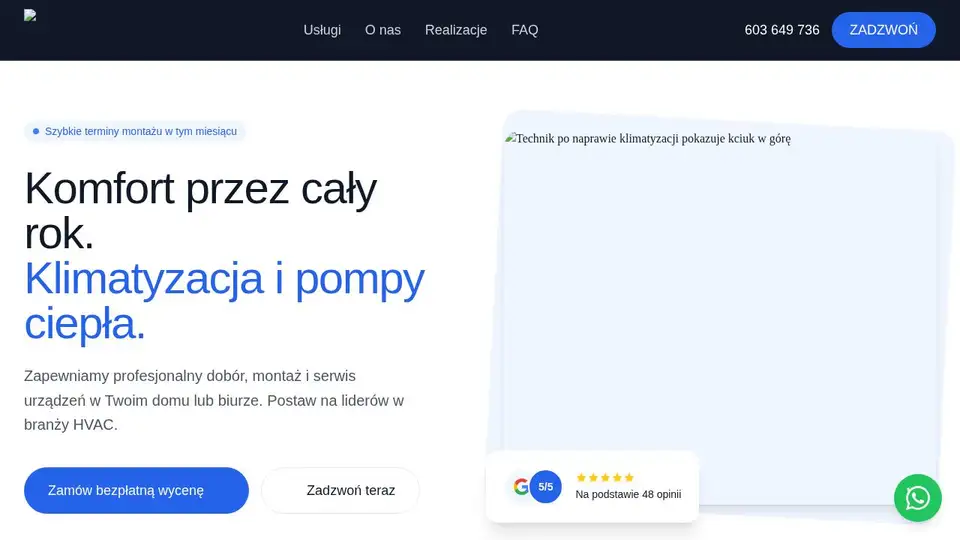 Usługi
O nas
Realizacje
FAQ
603 649 736
ZADZWOŃ
Szybkie terminy montażu w tym miesiącu
Komfort przez cały
rok.
Klimatyzacja i pompy
ciepła.
Zapewniamy profesjonalny dobór, montaż i serwis
urządzeń w Twoim domu lub biurze. Postaw na liderów w
branży HVAC.
Zamów bezpłatną wycenę
Zadzwoń teraz
Technik po naprawie klimatyzacji pokazuje kciuk w górę
G
5/5
Na podstawie 48 opinii